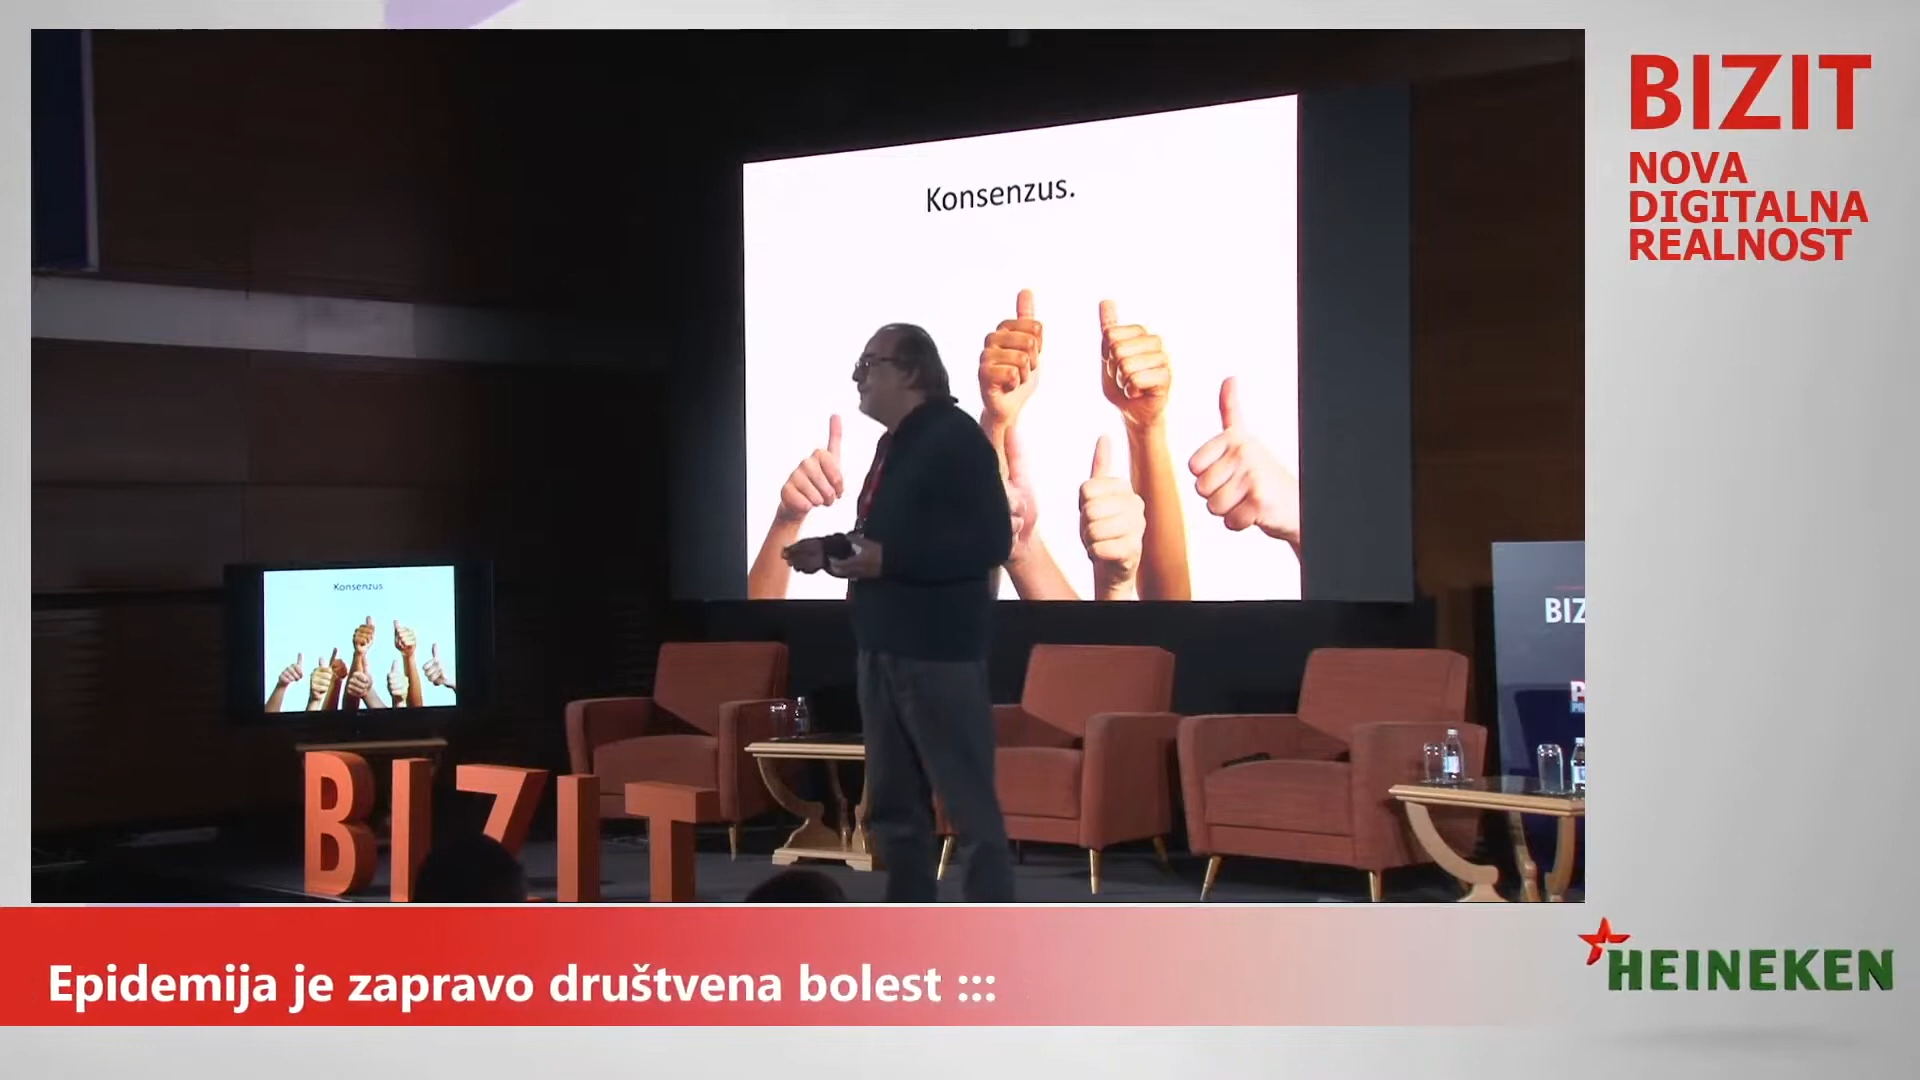 BIZIT
NOVA
DIGITALNA
REALNOST
Konsenzus.
Konsenzus
BIZ
BIZIT
Epidemija je zapravo društvena bolest :::
HEINEKEN